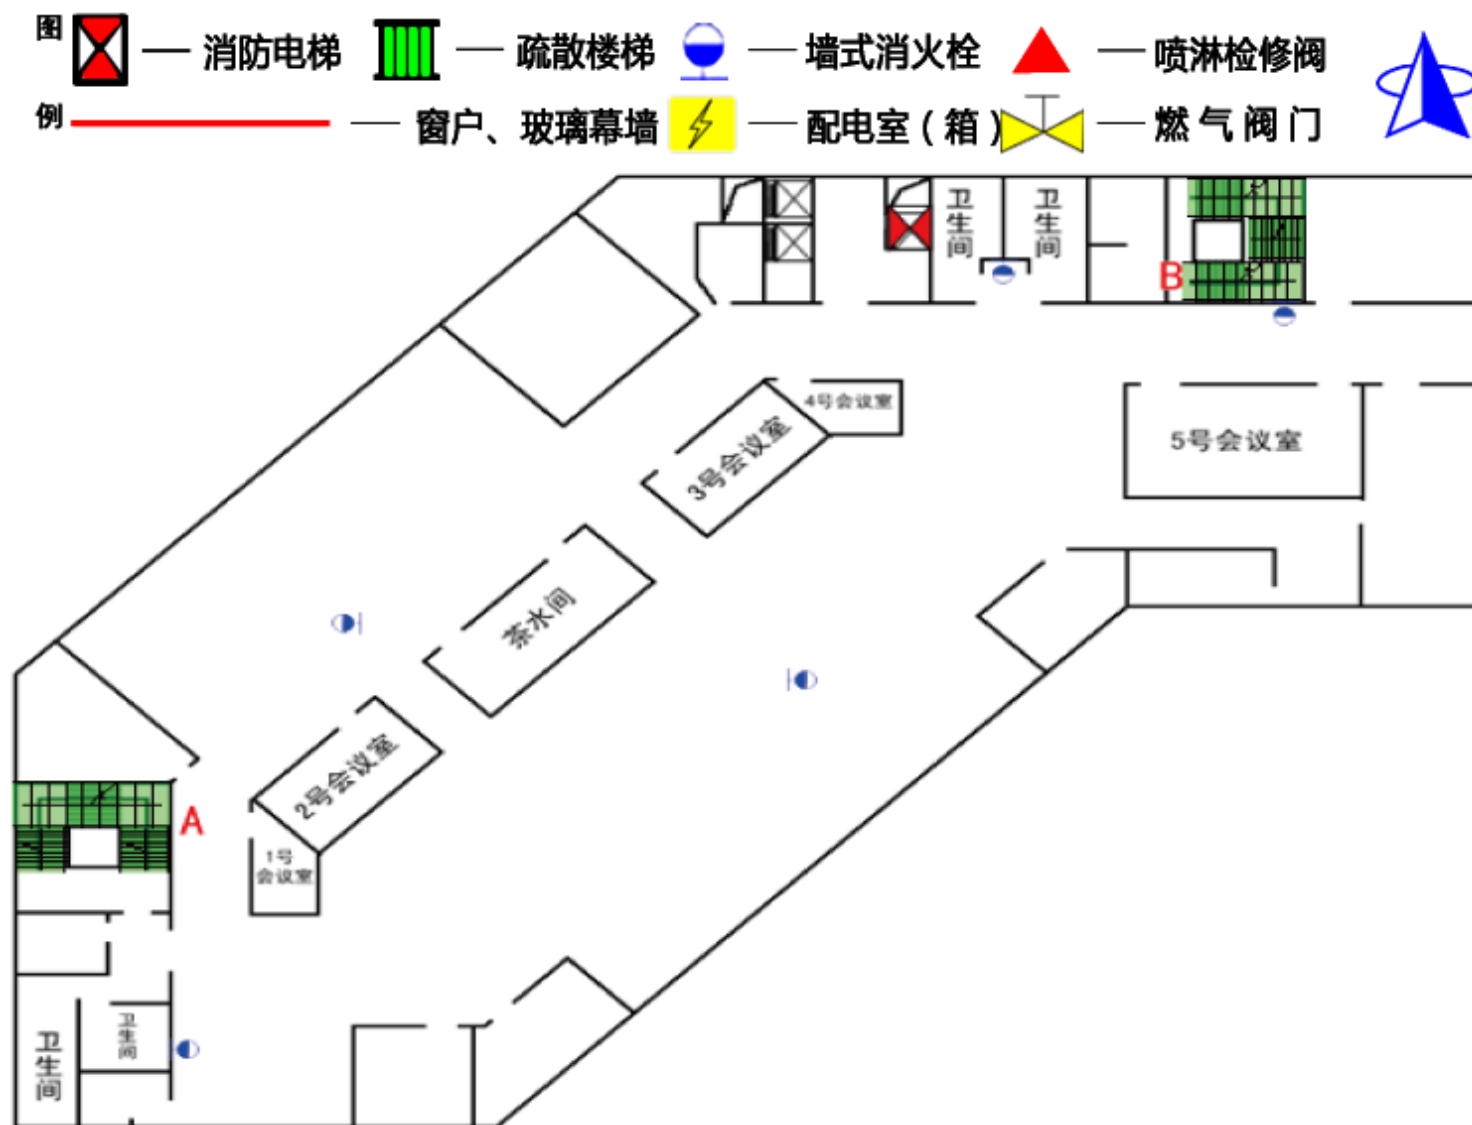 图
消防电梯
疏散楼梯
墙式消火栓
喷淋检修阀
例
窗户、玻璃幕墙
配电室（箱）
燃气阀门
卫生间
卫生间
B
4号会议室
3号会议室
5号会议室
茶水间
2号会议室
A
1号
会议室
卫生间
卫生间